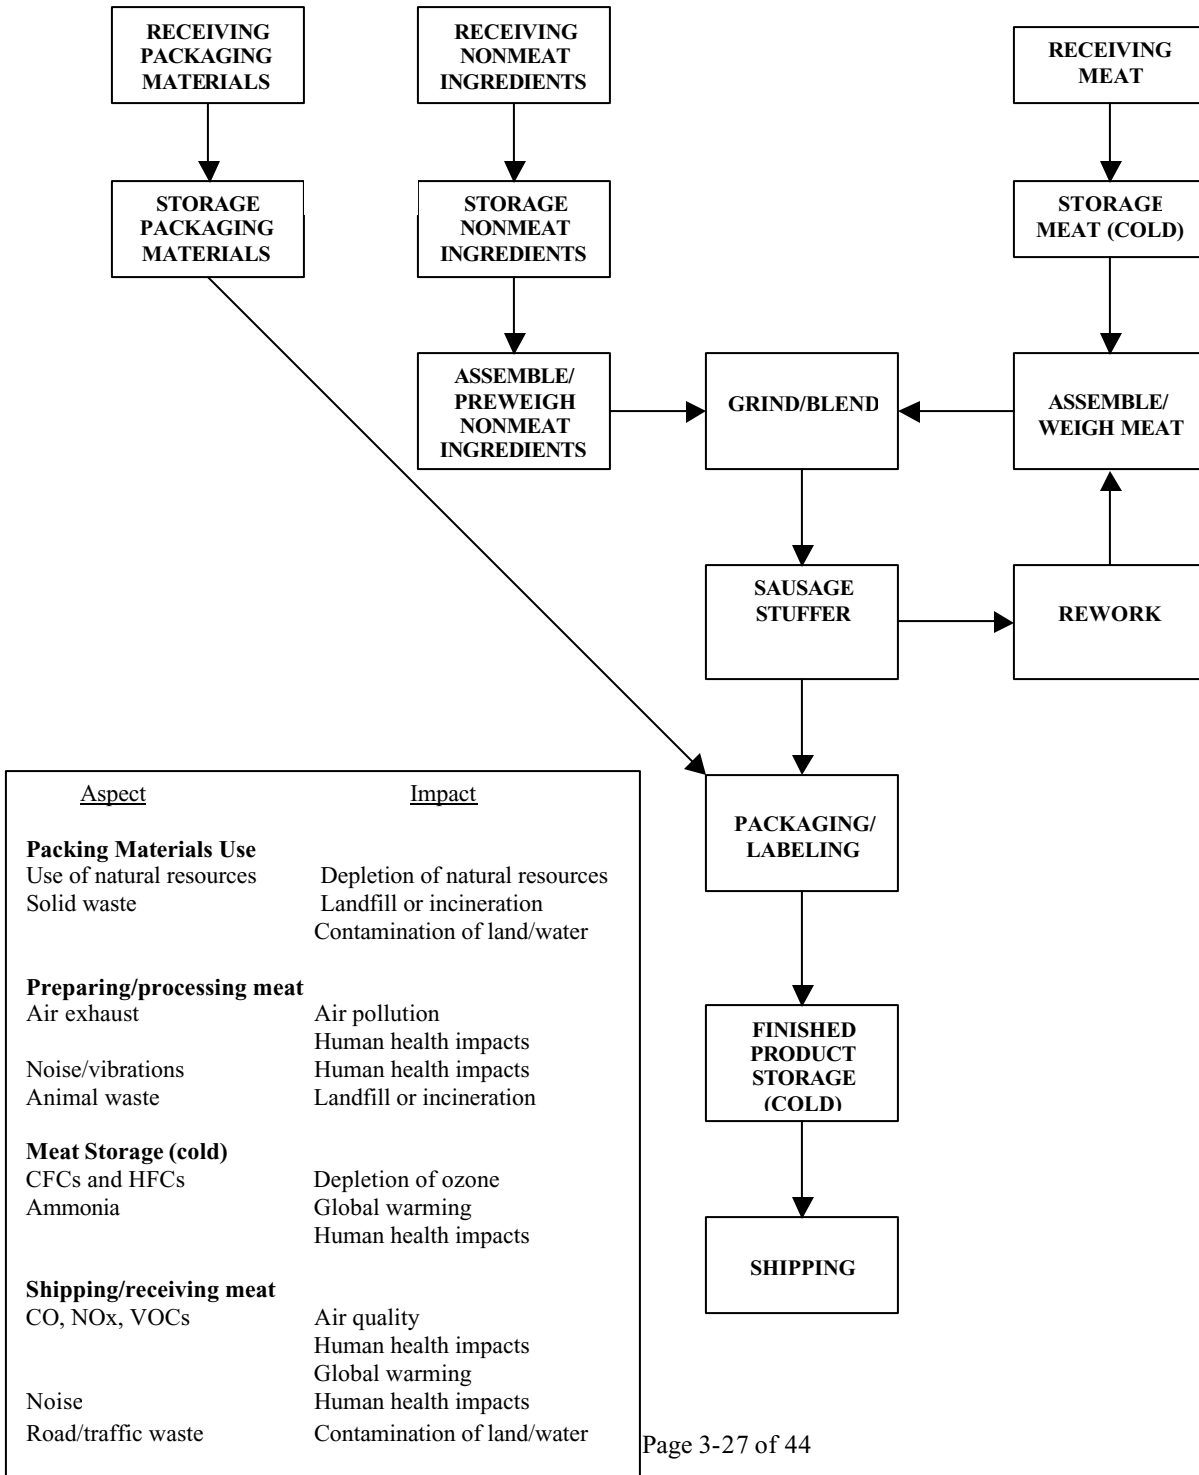 RECEIVING
PACKAGING
MATERIALS
RECEIVING
NONMEAT
INGREDIENTS
RECEIVING
MEAT
STORAGE
PACKAGING
MATERIALS
STORAGE
NONMEAT
INGREDIENTS
STORAGE
MEAT (COLD)
ASSEMBLE/
PREWEIGH
NONMEAT
INGREDIENTS
GRIND/BLEND
ASSEMBLE/
WEIGH MEAT
SAUSAGE
STUFFER
REWORK
PACKAGING/
LABELING
FINISHED
PRODUCT
STORAGE
(COLD)
SHIPPING
Aspect Impact
Packing Materials Use
Use of natural resources Depletion of natural resources
Solid waste Landfill or incineration
Contamination of land/water
Preparing/processing meat
Air exhaust Air pollution
Human health impacts
Noise/vibrations Human health impacts
Animal waste Landfill or incineration
Meat Storage (cold)
CFCs and HFCs Depletion of ozone
Ammonia Global warming
Human health impacts
Shipping/receiving meat
CO, NOx, VOCs Air quality
Human health impacts
Global warming
Noise Human health impacts
Road/traffic waste Contamination of land/water
Page 3-27 of 44